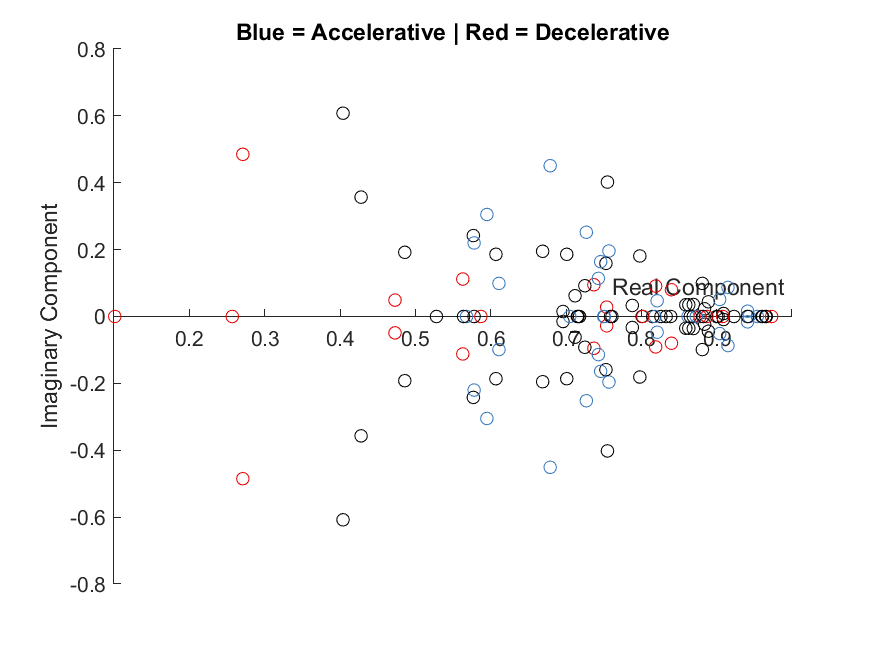 Blue = Accelerative | Red = Decelerative
0.8
0.6
0.4
0.2
0
-0.2
-0.4
-0.6
-0.8
Imaginary Component
Real Component
0.2 0.3 0.4 0.5 0.6 0.7 0.8 0.9